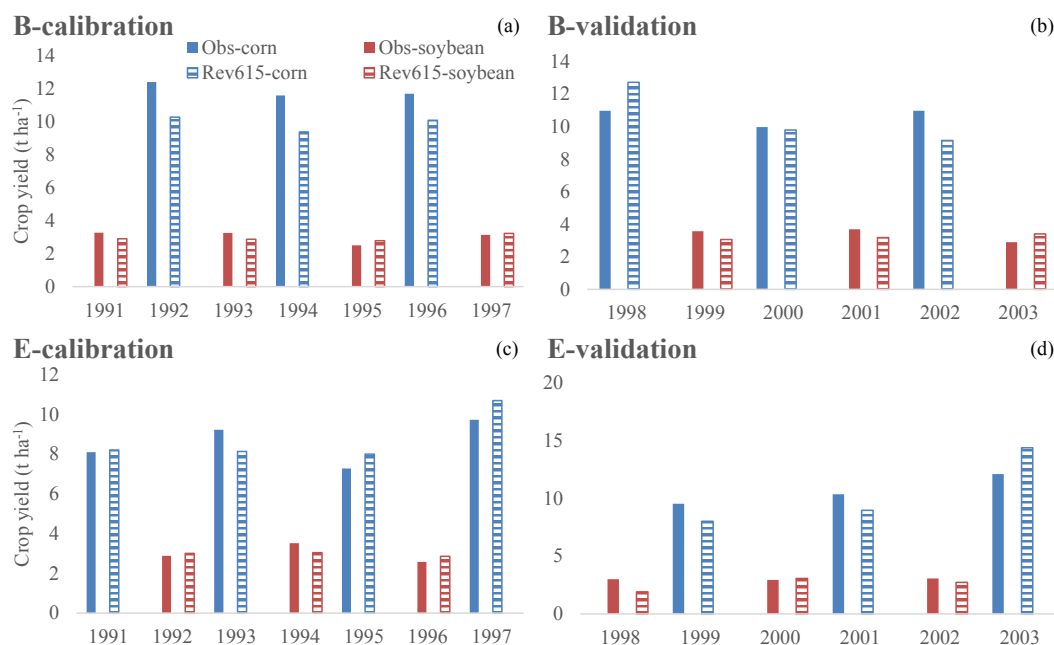 B-calibration (a)
Obs-corn Obs-soybean
Rev615-corn Rev615-soybean
Crop yield (t ha⁻¹)
14
12
10
8
6
4
2
0
1991 1992 1993 1994 1995 1996 1997
B-validation (b)
14
12
10
8
6
4
2
0
1998 1999 2000 2001 2002 2003
E-calibration (c)
Crop yield (t ha⁻¹)
12
10
8
6
4
2
0
1991 1992 1993 1994 1995 1996 1997
E-validation (d)
20
15
10
5
0
1998 1999 2000 2001 2002 2003